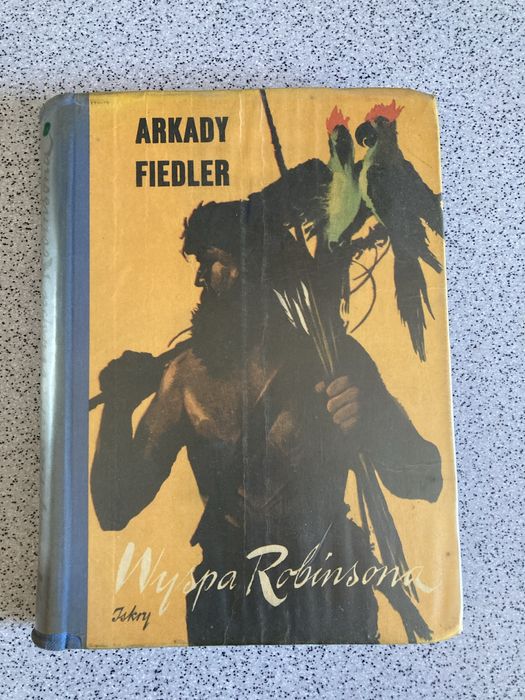 ARKADY
FIEDLER
Wyspa Robinsona
Iskry